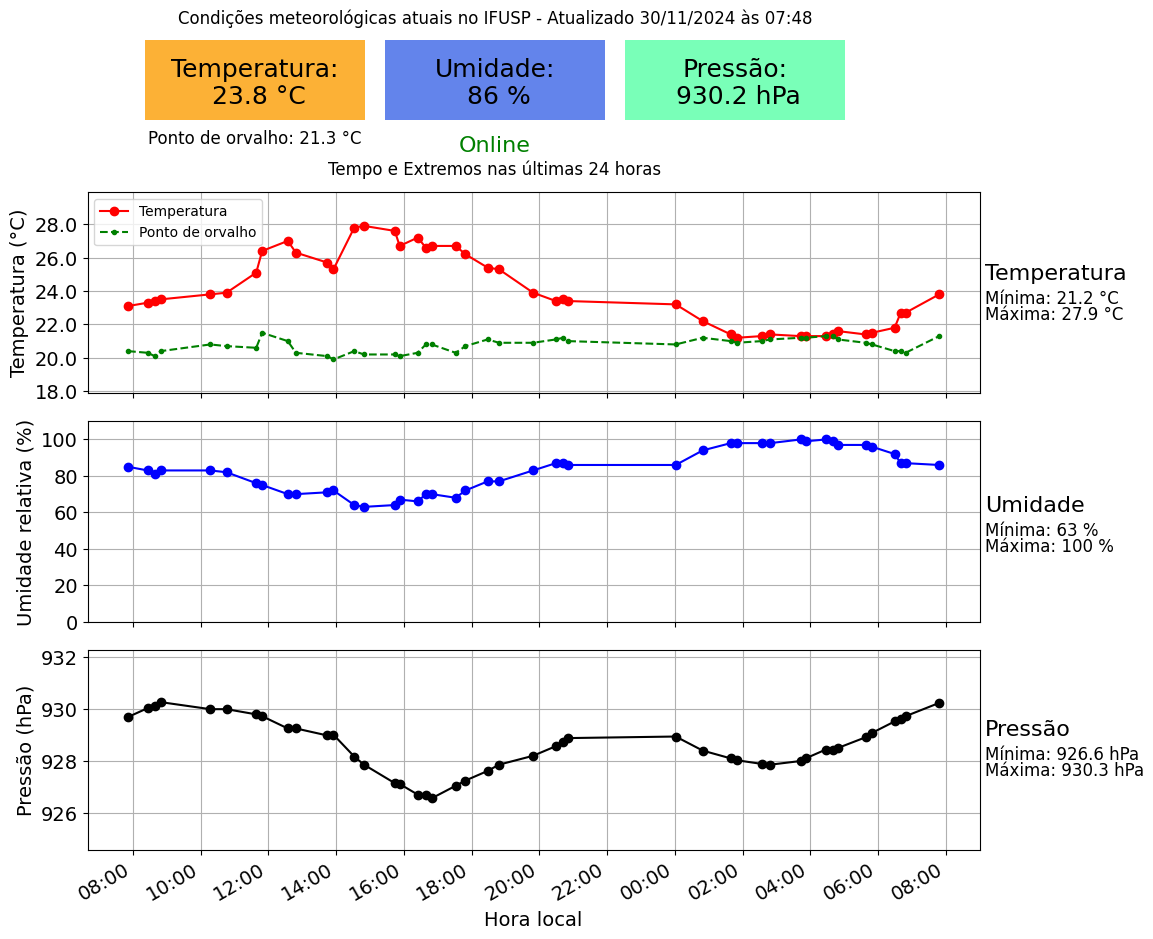 Condições meteorológicas atuais no IFUSP - Atualizado 30/11/2024 às 07:48
Temperatura:
23.8 °C
Umidade:
86 %
Pressão:
930.2 hPa
Ponto de orvalho: 21.3 °C
Online
Tempo e Extremos nas últimas 24 horas
Temperatura (°C)
28.0
26.0
24.0
22.0
20.0
18.0
Temperatura
Ponto de orvalho
Temperatura
Mínima: 21.2 °C
Máxima: 27.9 °C
Umidade relativa (%)
100
80
60
40
20
0
Umidade
Mínima: 63 %
Máxima: 100 %
Pressão (hPa)
932
930
928
926
Pressão
Mínima: 926.6 hPa
Máxima: 930.3 hPa
08:00 10:00 12:00 14:00 16:00 18:00 20:00 22:00 00:00 02:00 04:00 06:00 08:00
Hora local